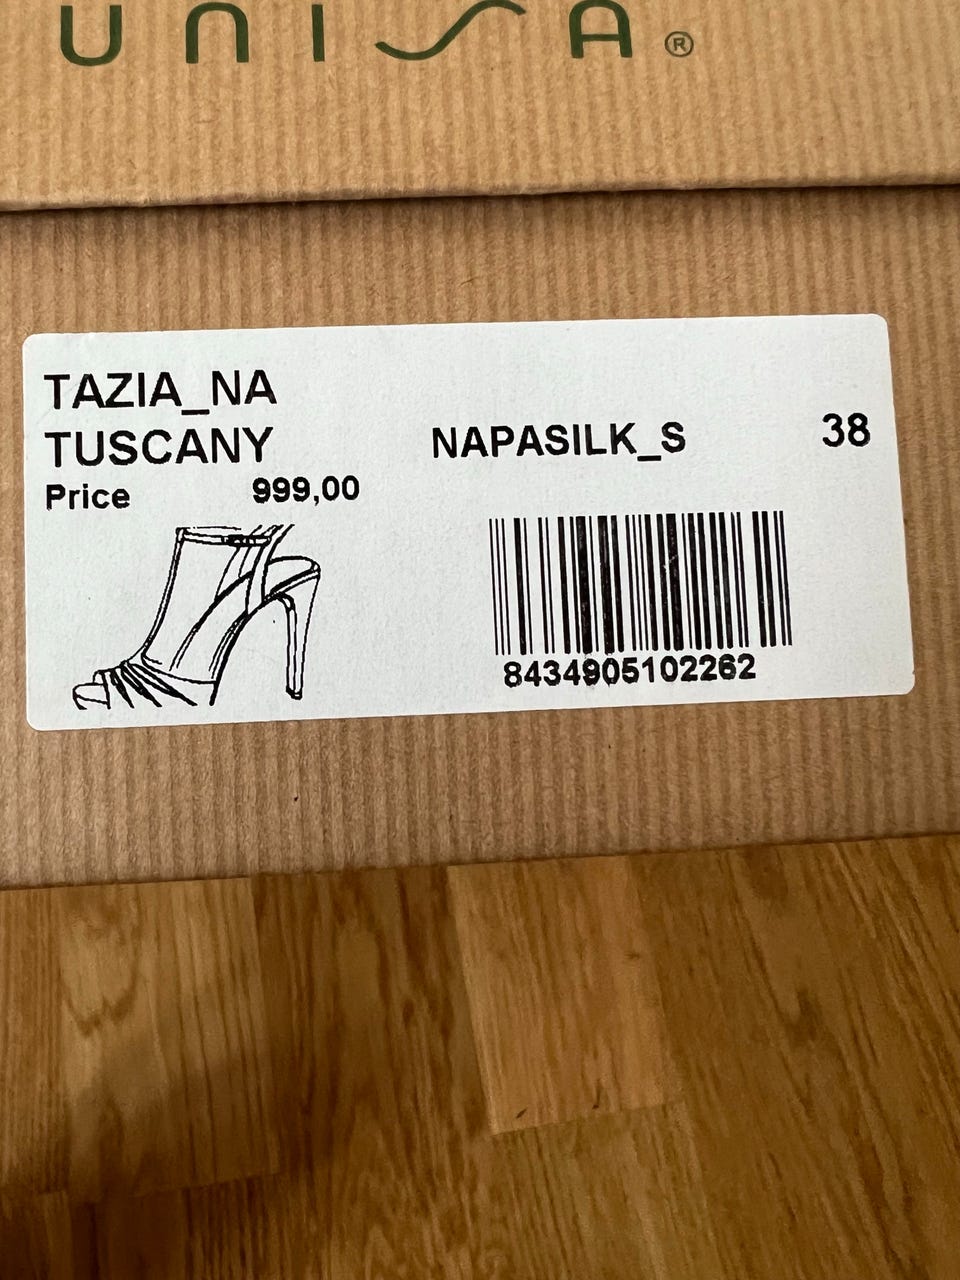 UNISA®
TAZIA_NA
TUSCANY NAPASILK_S 38
Price 999,00
8434905102262